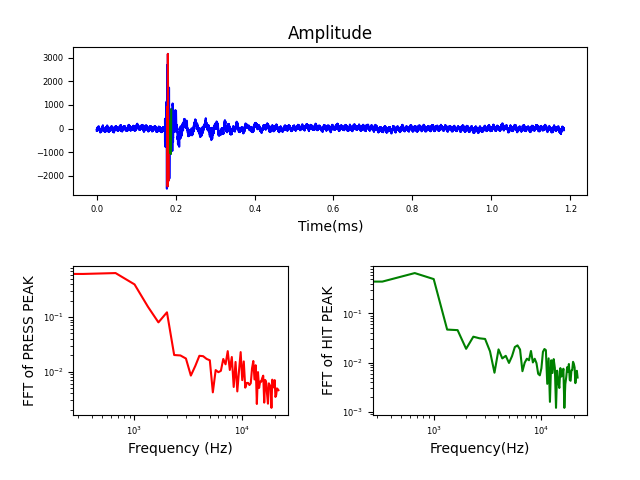 Amplitude
3000
2000
1000
0
−1000
−2000
0.0 0.2 0.4 0.6 0.8 1.0 1.2
Time(ms)
FFT of PRESS PEAK
10⁻¹
10⁻²
10³ 10⁴
Frequency (Hz)
FFT of HIT PEAK
10⁻¹
10⁻²
10⁻³
10³ 10⁴
Frequency(Hz)